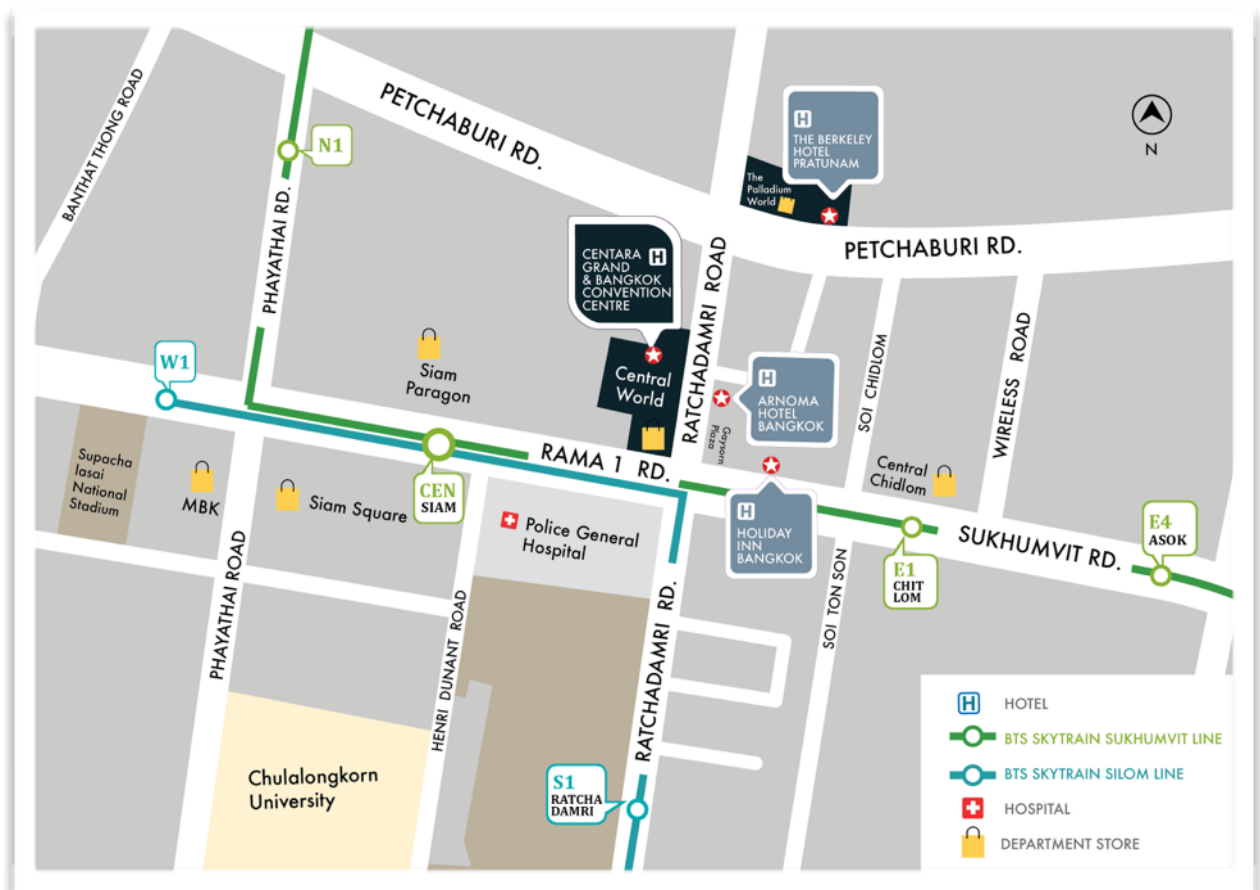 BANTHAT THONG ROAD
PHAYATHAI RD.
N1
PETCHABURI RD.
H
THE BERKELEY
HOTEL
PRATUNAM
The
Palladium
World
N
PETCHABURI RD.
CENTARA H
GRAND
& BANGKOK
CONVENTION
CENTRE
RATCHADAMRI ROAD
SOI CHIDLOM
WIRELESS ROAD
W1
Siam
Paragon
Central
World
H
ARNOMA
HOTEL
BANGKOK
Gaysorn
Plaza
RAMA 1 RD.
Supacha
lasai
National
Stadium
MBK
Siam Square
CEN
SIAM
Police General
Hospital
H
HOLIDAY
INN
BANGKOK
Central
Chidlom
E1
CHIT
LOM
SUKHUMVIT RD.
E4
ASOK
PHAYATHAI ROAD
HENRI DUNANT ROAD
RATCHADAMRI RD.
SOI TON SON
Chulalongkorn
University
S1
RATCHA
DAMRI
H HOTEL
BTS SKYTRAIN SUKHUMVIT LINE
BTS SKYTRAIN SILOM LINE
HOSPITAL
DEPARTMENT STORE